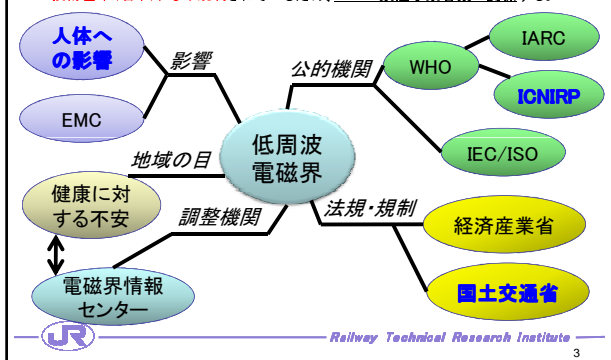 人体へ
の影響
影響
EMC
公的機関
WHO
IARC
ICNIRP
IEC/ISO
低周波
電磁界
地域の目
健康に対
する不安
調整機関
電磁界情報
センター
法規・規制
経済産業省
国土交通省
JR
Railway Technical Research Institute
3